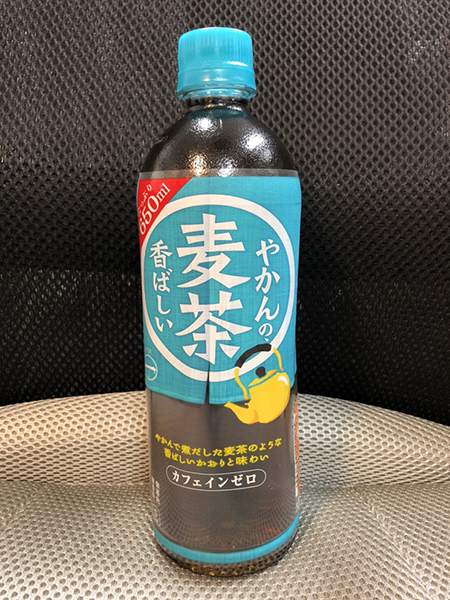 650ml
やかんの、
麦茶
香ばしい
一
やかんで煮だした麦茶のような
香ばしいかおりと味わい
カフェインゼロ